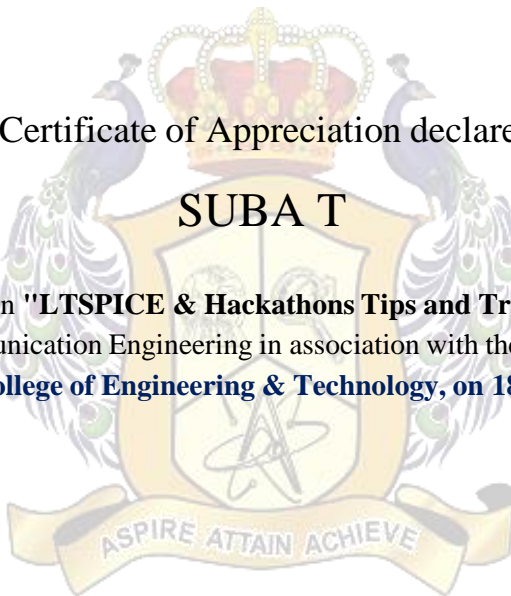 Certificate of Appreciation declare
SUBA T
n "LTSPICE & Hackathons Tips and Tr
unication Engineering in association with the
ollege of Engineering & Technology, on 18
ASPIRE ATTAIN ACHIEVE